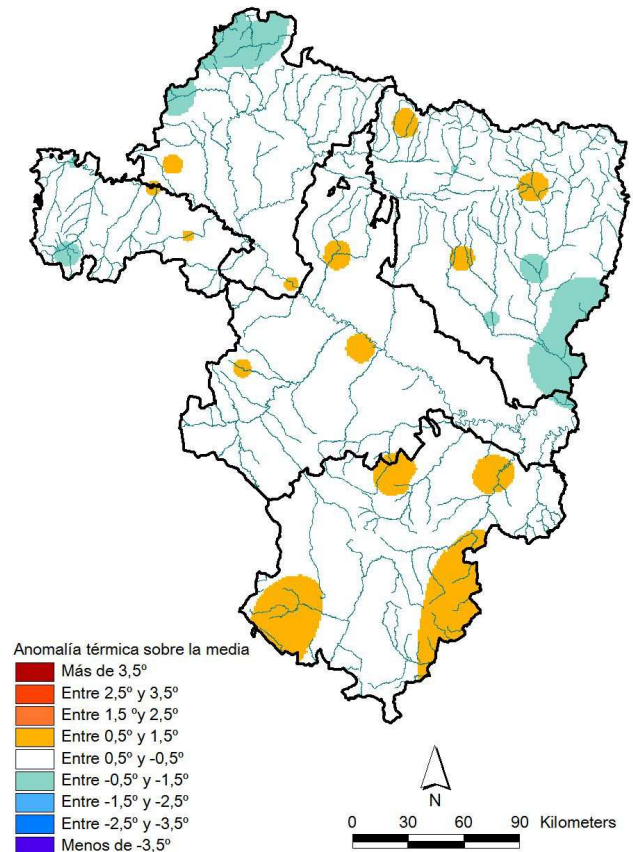 Anomalía térmica sobre la media
Más de 3,5º
Entre 2,5º y 3,5º
Entre 1,5 ºy 2,5º
Entre 0,5º y 1,5º
Entre 0,5º y -0,5º
Entre -0,5º y -1,5º
Entre -1,5º y -2,5º
Entre -2,5º y -3,5º
Menos de -3,5º
N
0 30 60 90 Kilometers